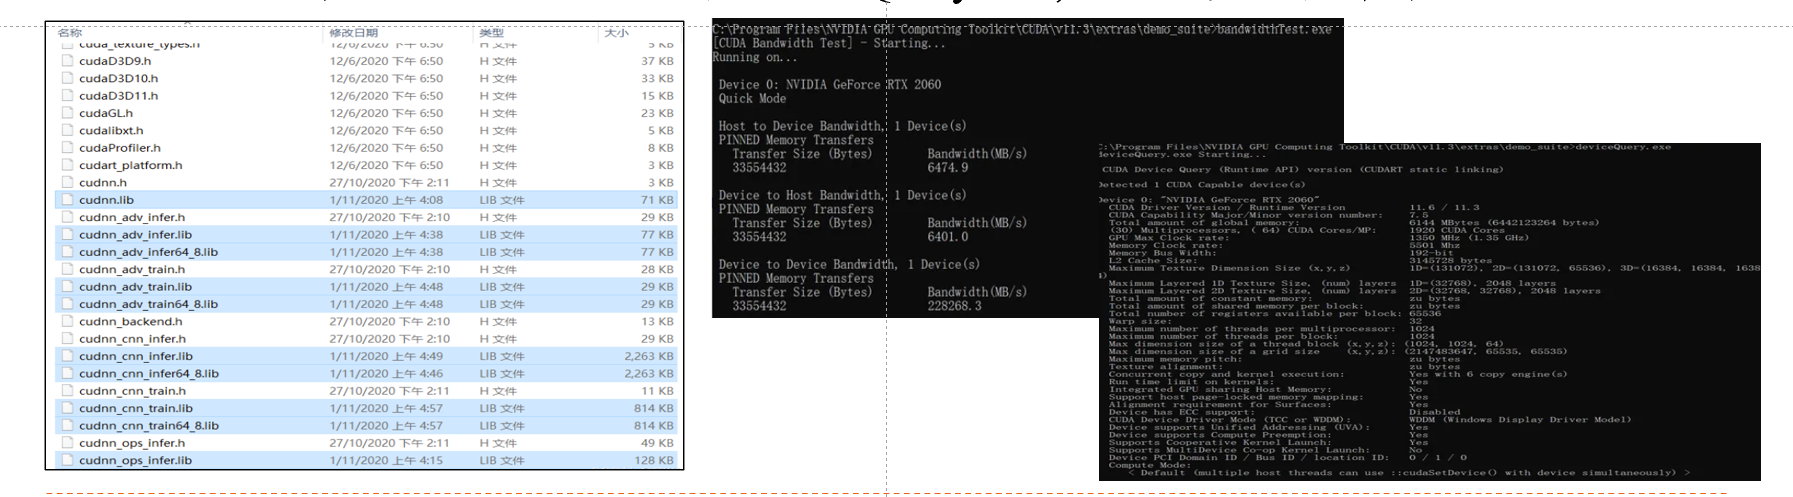 名称 修改日期 类型 大小
cuda_texture_types.h 12/6/2020 下午 6:50 H 文件 5 KB
cudaD3D9.h 12/6/2020 下午 6:50 H 文件 37 KB
cudaD3D10.h 12/6/2020 下午 6:50 H 文件 33 KB
cudaD3D11.h 12/6/2020 下午 6:50 H 文件 15 KB
cudaGL.h 12/6/2020 下午 6:50 H 文件 23 KB
cudalibxt.h 12/6/2020 下午 6:50 H 文件 5 KB
cudaProfiler.h 12/6/2020 下午 6:50 H 文件 8 KB
cudart_platform.h 12/6/2020 下午 6:50 H 文件 3 KB
cudnn.h 27/10/2020 下午 2:11 H 文件 3 KB
cudnn.lib 1/11/2020 上午 4:08 LIB 文件 71 KB
cudnn_adv_infer.h 27/10/2020 下午 2:10 H 文件 29 KB
cudnn_adv_infer.lib 1/11/2020 上午 4:38 LIB 文件 77 KB
cudnn_adv_infer64_8.lib 1/11/2020 上午 4:38 LIB 文件 77 KB
cudnn_adv_train.h 27/10/2020 下午 2:10 H 文件 28 KB
cudnn_adv_train.lib 1/11/2020 上午 4:48 LIB 文件 29 KB
cudnn_adv_train64_8.lib 1/11/2020 上午 4:48 LIB 文件 29 KB
cudnn_backend.h 27/10/2020 下午 2:10 H 文件 13 KB
cudnn_cnn_infer.h 27/10/2020 下午 2:10 H 文件 29 KB
cudnn_cnn_infer.lib 1/11/2020 上午 4:49 LIB 文件 2,263 KB
cudnn_cnn_infer64_8.lib 1/11/2020 上午 4:46 LIB 文件 2,263 KB
cudnn_cnn_train.h 27/10/2020 下午 2:10 H 文件 11 KB
cudnn_cnn_train.lib 1/11/2020 上午 4:57 LIB 文件 814 KB
cudnn_cnn_train64_8.lib 1/11/2020 上午 4:57 LIB 文件 814 KB
cudnn_ops_infer.h 27/10/2020 下午 2:11 H 文件 49 KB
cudnn_ops_infer.lib 1/11/2020 上午 4:15 LIB 文件 128 KB
C:\Program Files\NVIDIA GPU Computing Toolkit\CUDA\v11.3\extras\demo_suite>bandwidthTest.exe
[CUDA Bandwidth Test] - Starting...
Running on...
Device 0: NVIDIA GeForce RTX 2060
Quick Mode
Host to Device Bandwidth, 1 Device(s)
PINNED Memory Transfers
Transfer Size (Bytes) Bandwidth(MB/s)
33554432 6474.9
Device to Host Bandwidth, 1 Device(s)
PINNED Memory Transfers
Transfer Size (Bytes) Bandwidth(MB/s)
33554432 6401.0
Device to Device Bandwidth, 1 Device(s)
PINNED Memory Transfers
Transfer Size (Bytes) Bandwidth(MB/s)
33554432 228268.3
:\Program Files\NVIDIA GPU Computing Toolkit\CUDA\v11.3\extras\demo_suite>deviceQuery.exe
deviceQuery.exe Starting...
CUDA Device Query (Runtime API) version (CUDART static linking)
Detected 1 CUDA Capable device(s)
Device 0: "NVIDIA GeForce RTX 2060"
CUDA Driver Version / Runtime Version 11.6 / 11.3
CUDA Capability Major/Minor version number: 7.5
Total amount of global memory: 6144 MBytes (6442123264 bytes)
(30) Multiprocessors, ( 64) CUDA Cores/MP: 1920 CUDA Cores
GPU Max Clock rate: 1350 MHz (1.35 GHz)
Memory Clock rate: 5501 Mhz
Memory Bus Width: 192-bit
L2 Cache Size: 3145728 bytes
Maximum Texture Dimension Size (x,y,z) 1D=(131072), 2D=(131072, 65536), 3D=(16384, 16384, 1638
4)
Maximum Layered 1D Texture Size, (num) layers 1D=(32768), 2048 layers
Maximum Layered 2D Texture Size, (num) layers 2D=(32768, 32768), 2048 layers
Total amount of constant memory: zu bytes
Total amount of shared memory per block: zu bytes
Total number of registers available per block: 65536
Warp size: 32
Maximum number of threads per multiprocessor: 1024
Maximum number of threads per block: 1024
Max dimension size of a thread block (x,y,z): (1024, 1024, 64)
Max dimension size of a grid size (x,y,z): (2147483647, 65535, 65535)
Maximum memory pitch: zu bytes
Texture alignment: zu bytes
Concurrent copy and kernel execution: Yes with 6 copy engine(s)
Run time limit on kernels: Yes
Integrated GPU sharing Host Memory: No
Support host page-locked memory mapping: Yes
Alignment requirement for Surfaces: Yes
Device has ECC support: Disabled
CUDA Device Driver Mode (TCC or WDDM): WDDM (Windows Display Driver Model)
Device supports Unified Addressing (UVA): Yes
Device supports Compute Preemption: Yes
Supports Cooperative Kernel Launch: Yes
Supports MultiDevice Co-op Kernel Launch: No
Device PCI Domain ID / Bus ID / location ID: 0 / 1 / 0
Compute Mode:
< Default (multiple host threads can use ::cudaSetDevice() with device simultaneously) >